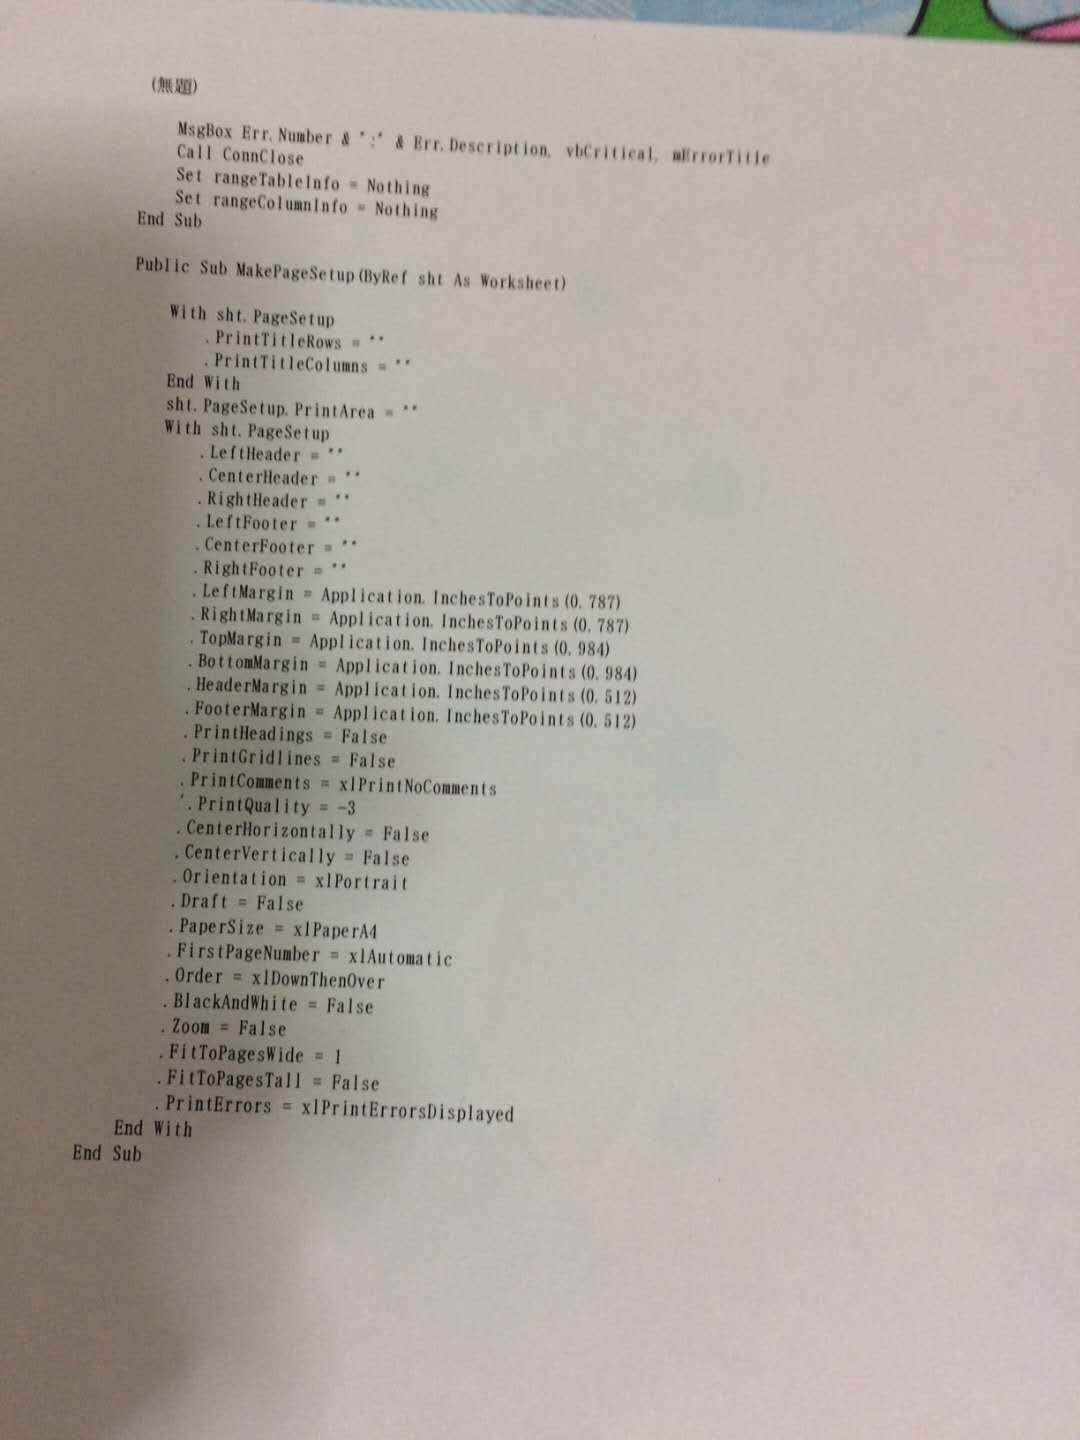 (無題)
MsgBox Err.Number & ":" & Err.Description, vbCritical, mErrorTitle
Call ConnClose
Set rangeTableInfo = Nothing
Set rangeColumnInfo = Nothing
End Sub
Public Sub MakePageSetup(ByRef sht As Worksheet)
With sht.PageSetup
.PrintTitleRows = ""
.PrintTitleColumns = ""
End With
sht.PageSetup.PrintArea = ""
With sht.PageSetup
.LeftHeader = ""
.CenterHeader = ""
.RightHeader = ""
.LeftFooter = ""
.CenterFooter = ""
.RightFooter = ""
.LeftMargin = Application.InchesToPoints(0.787)
.RightMargin = Application.InchesToPoints(0.787)
.TopMargin = Application.InchesToPoints(0.984)
.BottomMargin = Application.InchesToPoints(0.984)
.HeaderMargin = Application.InchesToPoints(0.512)
.FooterMargin = Application.InchesToPoints(0.512)
.PrintHeadings = False
.PrintGridlines = False
.PrintComments = xlPrintNoComments
'.PrintQuality = -3
.CenterHorizontally = False
.CenterVertically = False
.Orientation = xlPortrait
.Draft = False
.PaperSize = xlPaperA4
.FirstPageNumber = xlAutomatic
.Order = xlDownThenOver
.BlackAndWhite = False
.Zoom = False
.FitToPagesWide = 1
.FitToPagesTall = False
.PrintErrors = xlPrintErrorsDisplayed
End With
End Sub